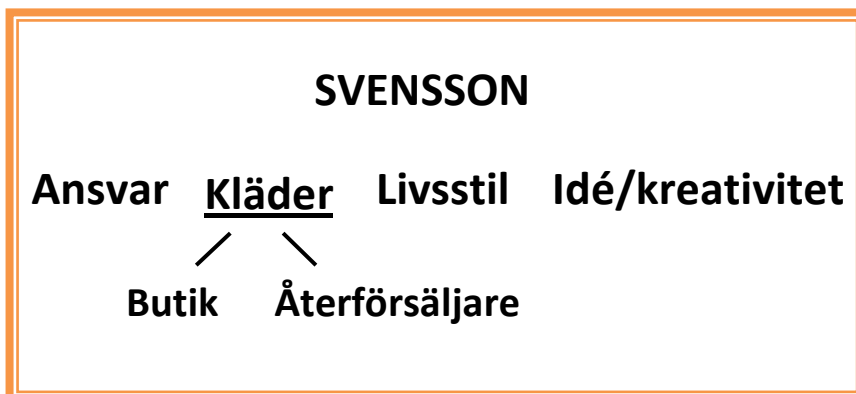 SVENSSON
Ansvar Kläder Livsstil Idé/kreativitet
Butik Återförsäljare